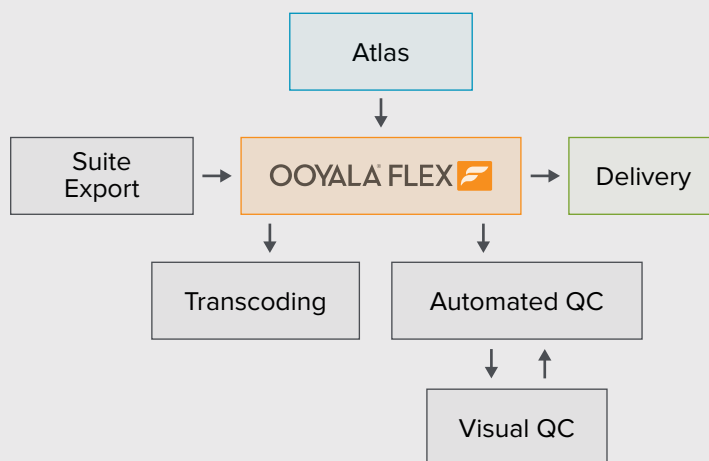 Atlas
Suite
Export
OOYALA® FLEX
Delivery
Transcoding
Automated QC
Visual QC